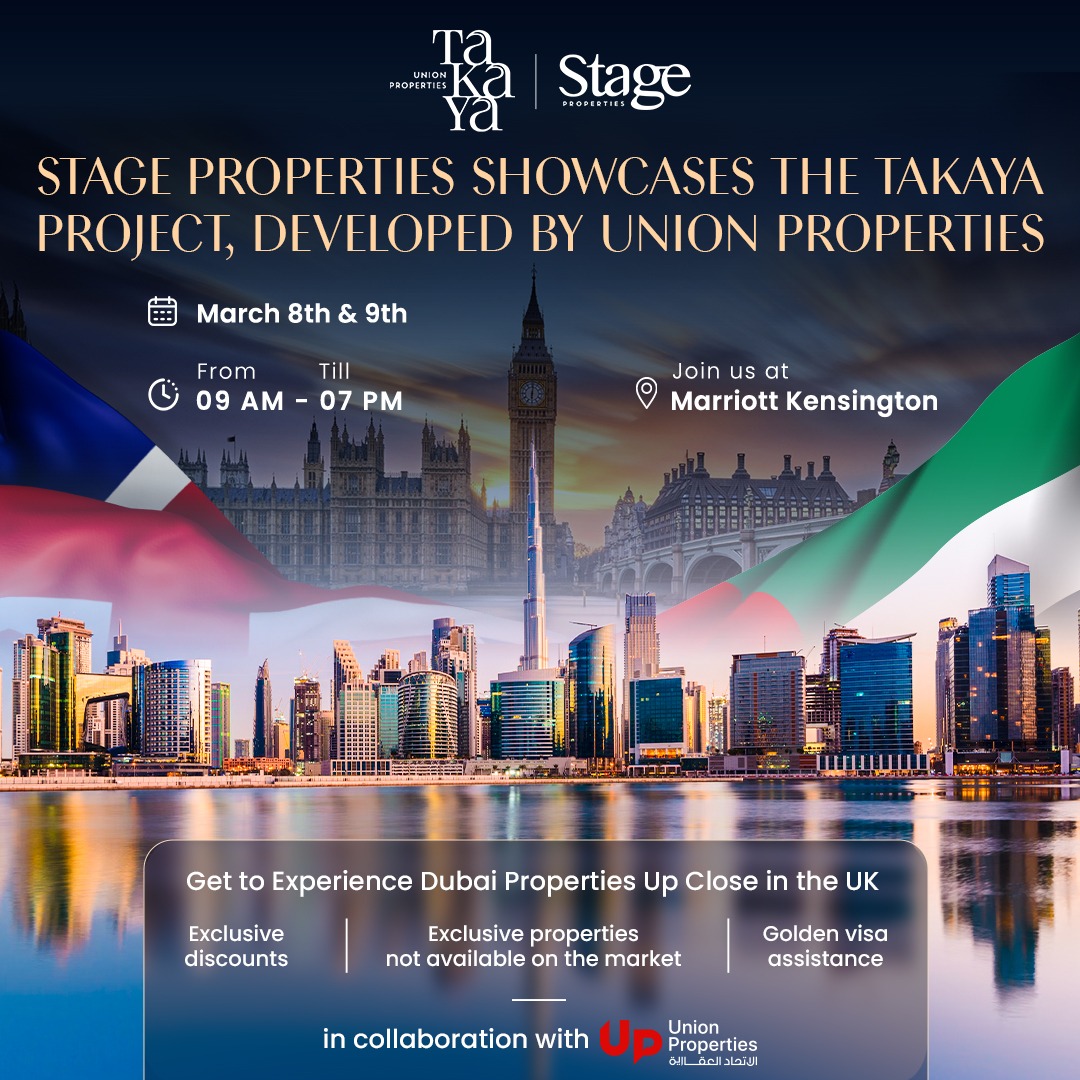 Takaya
UNION
PROPERTIES
Stage
PROPERTIES
STAGE PROPERTIES SHOWCASES THE TAKAYA
PROJECT, DEVELOPED BY UNION PROPERTIES
March 8th & 9th
From Till
09 AM - 07 PM
Join us at
Marriott Kensington
Get to Experience Dubai Properties Up Close in the UK
Exclusive
discounts
Exclusive properties
not available on the market
Golden visa
assistance
in collaboration with
Up
Union
Properties
الاتحاد العقارية